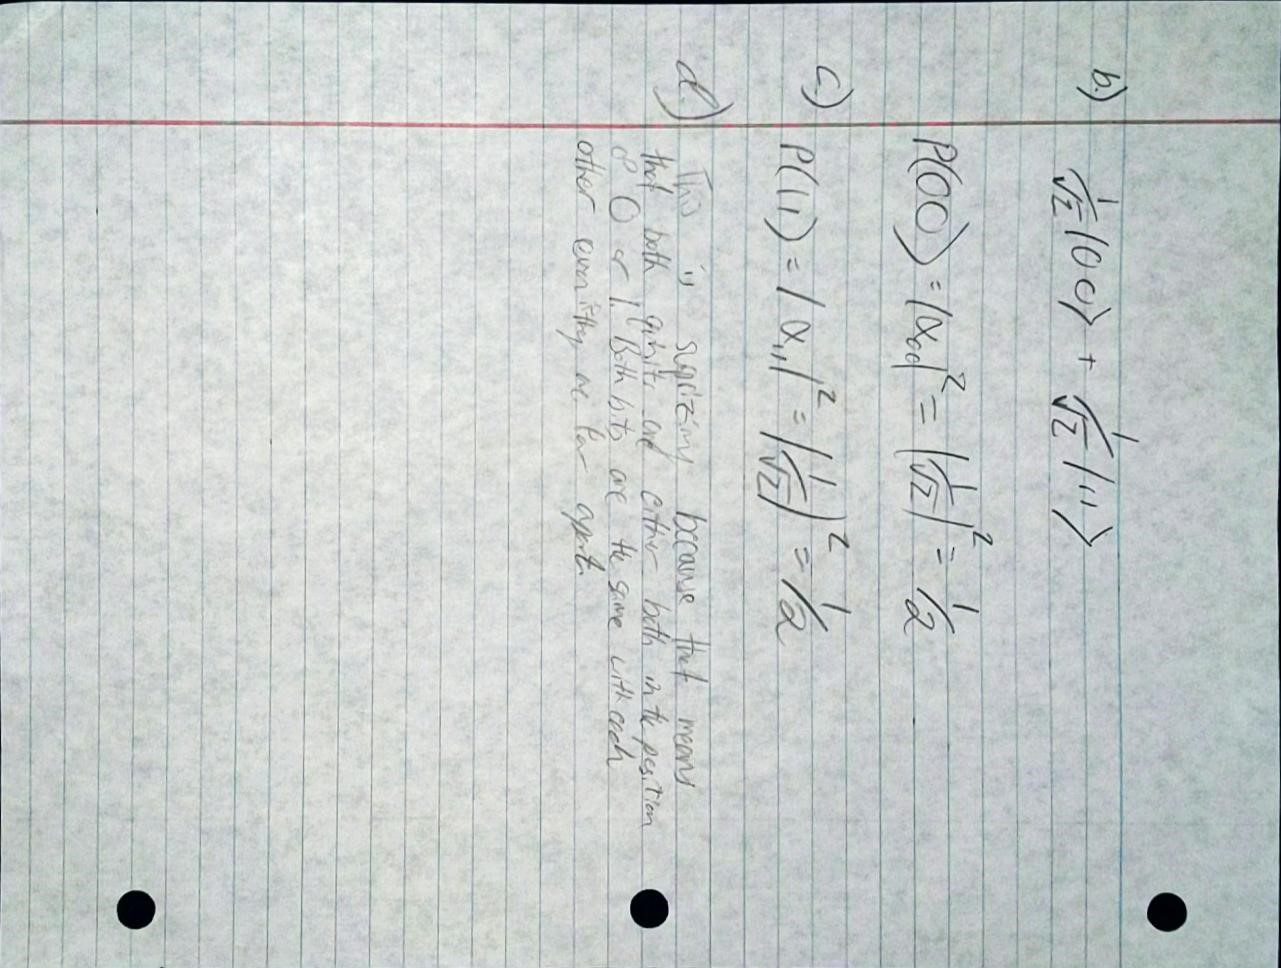 b.) 1/√2 |00> + 1/√2 |11>
P(00) = |α₀₀|² = |1/√2|² = 1/2
c.) P(11) = |α₁₁|² = |1/√2|² = 1/2
d.) This is suprizing because that means
that both qubits are either both in the position
of 0 or 1. Both bits are the same with each
other even if they are far apart.